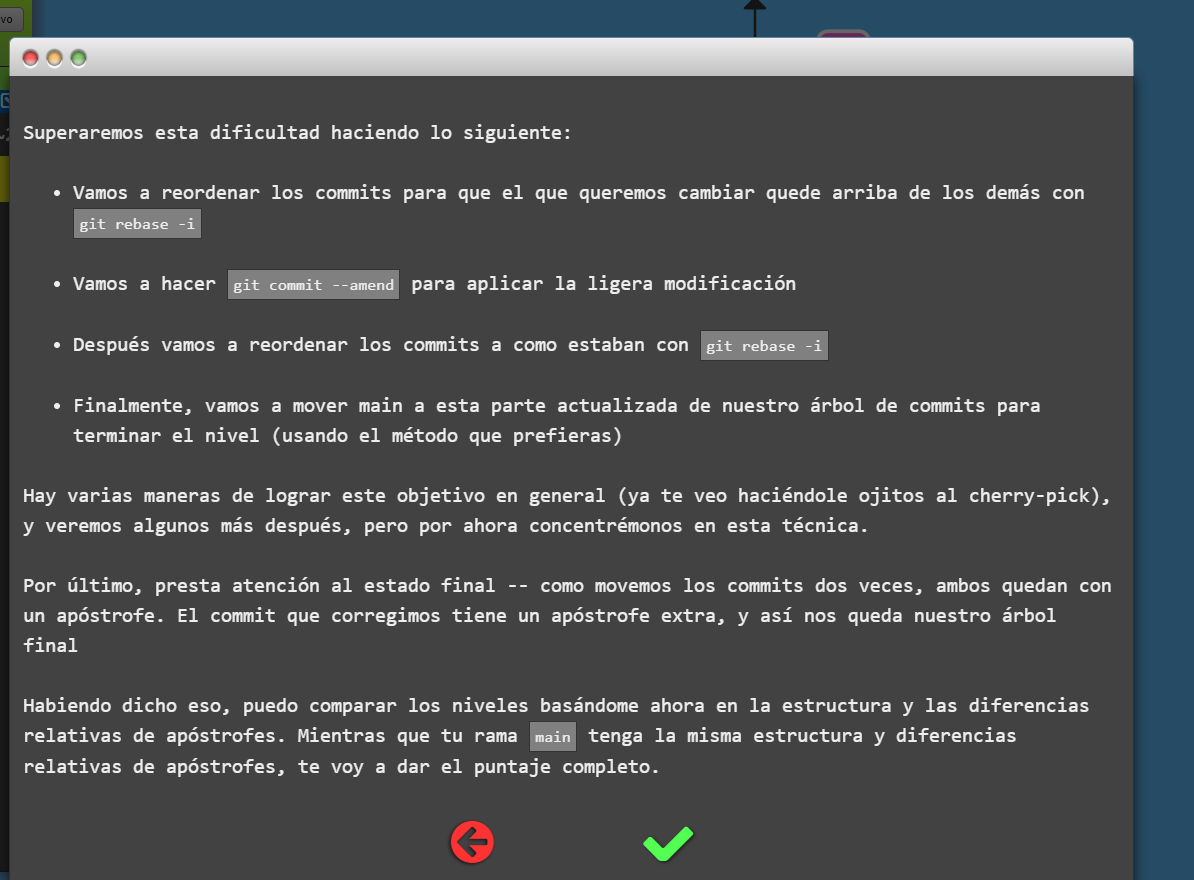 vo
Superaremos esta dificultad haciendo lo siguiente:
• Vamos a reordenar los commits para que el que queremos cambiar quede arriba de los demás con
git rebase -i
• Vamos a hacer git commit --amend para aplicar la ligera modificación
• Después vamos a reordenar los commits a como estaban con git rebase -i
• Finalmente, vamos a mover main a esta parte actualizada de nuestro árbol de commits para
terminar el nivel (usando el método que prefieras)
Hay varias maneras de lograr este objetivo en general (ya te veo haciéndole ojitos al cherry-pick),
y veremos algunos más después, pero por ahora concentrémonos en esta técnica.
Por último, presta atención al estado final -- como movemos los commits dos veces, ambos quedan con
un apóstrofe. El commit que corregimos tiene un apóstrofe extra, y así nos queda nuestro árbol
final
Habiendo dicho eso, puedo comparar los niveles basándome ahora en la estructura y las diferencias
relativas de apóstrofes. Mientras que tu rama main tenga la misma estructura y diferencias
relativas de apóstrofes, te voy a dar el puntaje completo.